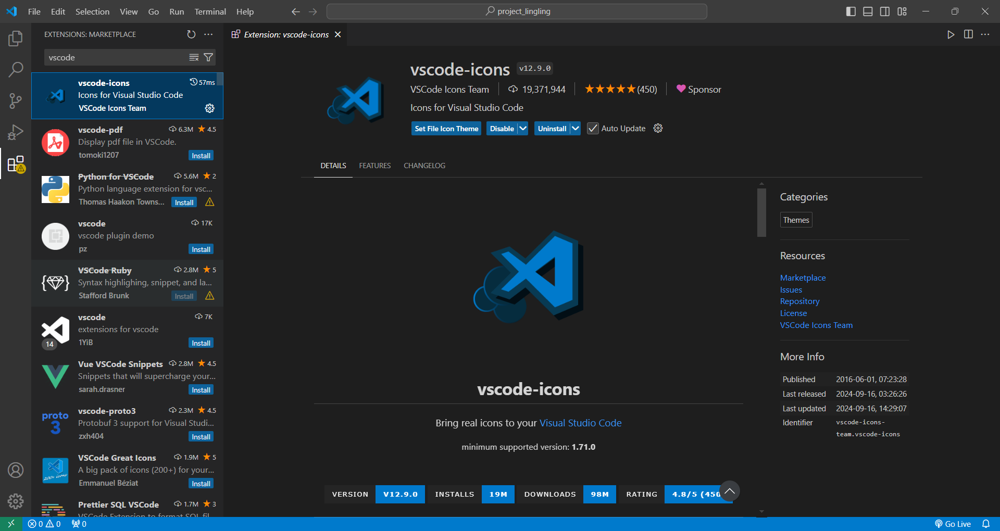 File Edit Selection View Go Run Terminal Help
project_lingling
EXTENSIONS: MARKETPLACE
vscode
vscode-icons 57ms
Icons for Visual Studio Code
VSCode Icons Team
vscode-pdf 6.3M 4.5
Display pdf file in VSCode.
tomoki1207 Install
Python for VSCode 5.6M 2
Python language extension for vsc...
Thomas Haakon Towns... Install
vscode 17K
vscode plugin demo
pz Install
VSCode Ruby 2.8M 5
Syntax highlighing, snippet, and la...
Stafford Brunk Install
vscode 7K
extensions for vscode
1YiB Install
14
Vue VSCode Snippets 2.8M 4.5
Snippets that will supercharge your...
sarah.drasner Install
proto 3
vscode-proto3 2.3M 4.5
Protobuf 3 support for Visual Studi...
zxh404 Install
200+ icons
VSCode Great Icons 1.9M 5
A big pack of icons (200+) for your...
Emmanuel Béziat Install
Prettier SQL VSCode 1.7M 3
VSCode Extension to format SQL fil...
Extension: vscode-icons
vscode-icons v12.9.0
VSCode Icons Team 19,371,944 (450) Sponsor
Icons for Visual Studio Code
Set File Icon Theme Disable Uninstall Auto Update
DETAILS FEATURES CHANGELOG
vscode-icons
Bring real icons to your Visual Studio Code
minimum supported version: 1.71.0
VERSION V12.9.0 INSTALLS 19M DOWNLOADS 98M RATING 4.8/5 (450
Categories
Themes
Resources
Marketplace
Issues
Repository
License
VSCode Icons Team
More Info
Published 2016-06-01, 07:23:28
Last released 2024-09-16, 03:26:26
Last updated 2024-09-16, 14:29:07
Identifier vscode-icons-
team.vscode-icons
0 0 0 Go Live